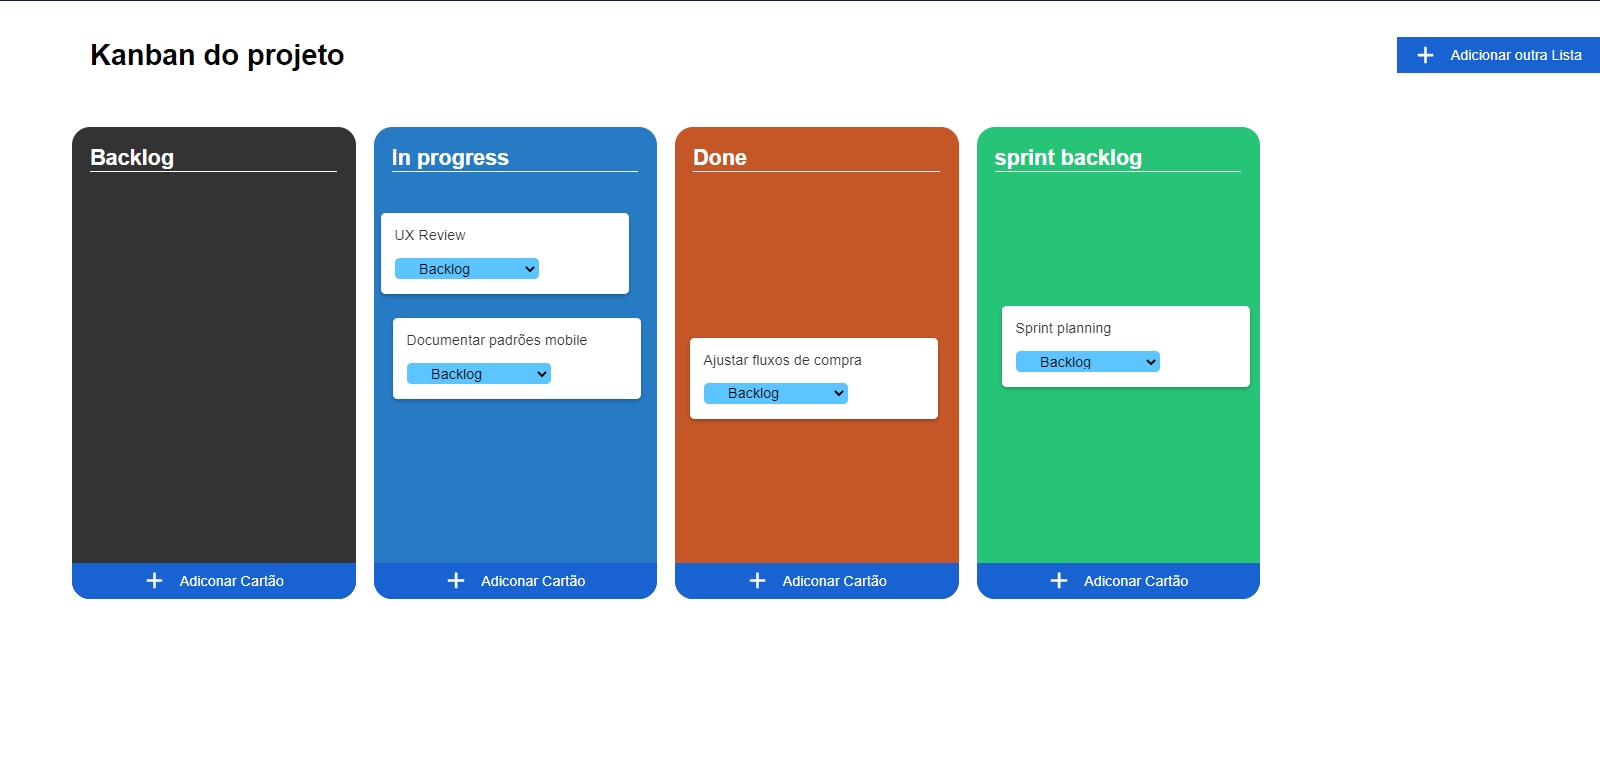 Kanban do projeto
Adicionar outra Lista
Backlog
Adiconar Cartão
In progress
UX Review
Backlog
Documentar padrões mobile
Backlog
Adiconar Cartão
Done
Ajustar fluxos de compra
Backlog
Adiconar Cartão
sprint backlog
Sprint planning
Backlog
Adiconar Cartão